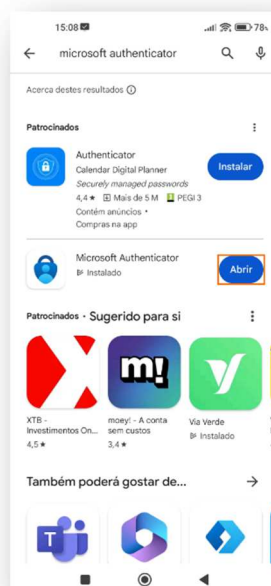 15:08
78%
microsoft authenticator
Acerca destes resultados
Patrocinados
Authenticator
Calendar Digital Planner
Securely managed passwords
4,4★ Mais de 5 M PEGI 3
Contém anúncios •
Compras na app
Instalar
Microsoft Authenticator
Instalado
Abrir
Patrocinados · Sugerido para si
m!
XTB -
Investimentos On...
4,5★
moey! - A conta
sem custos
3,4★
Via Verde
Instalado
Também poderá gostar de...
T